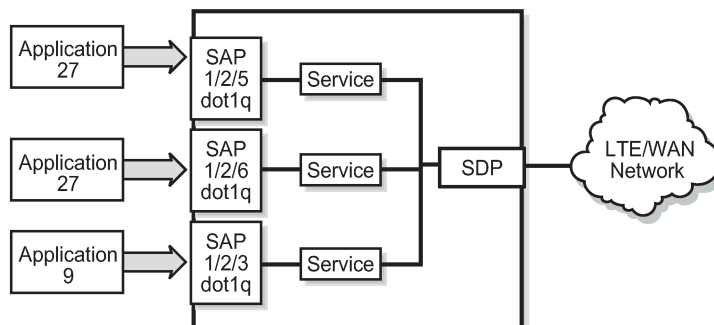 Application
27
SAP
1/2/5
dot1q
Service
Application
27
SAP
1/2/6
dot1q
Service
SDP
LTE/WAN
Network
Application
9
SAP
1/2/3
dot1q
Service